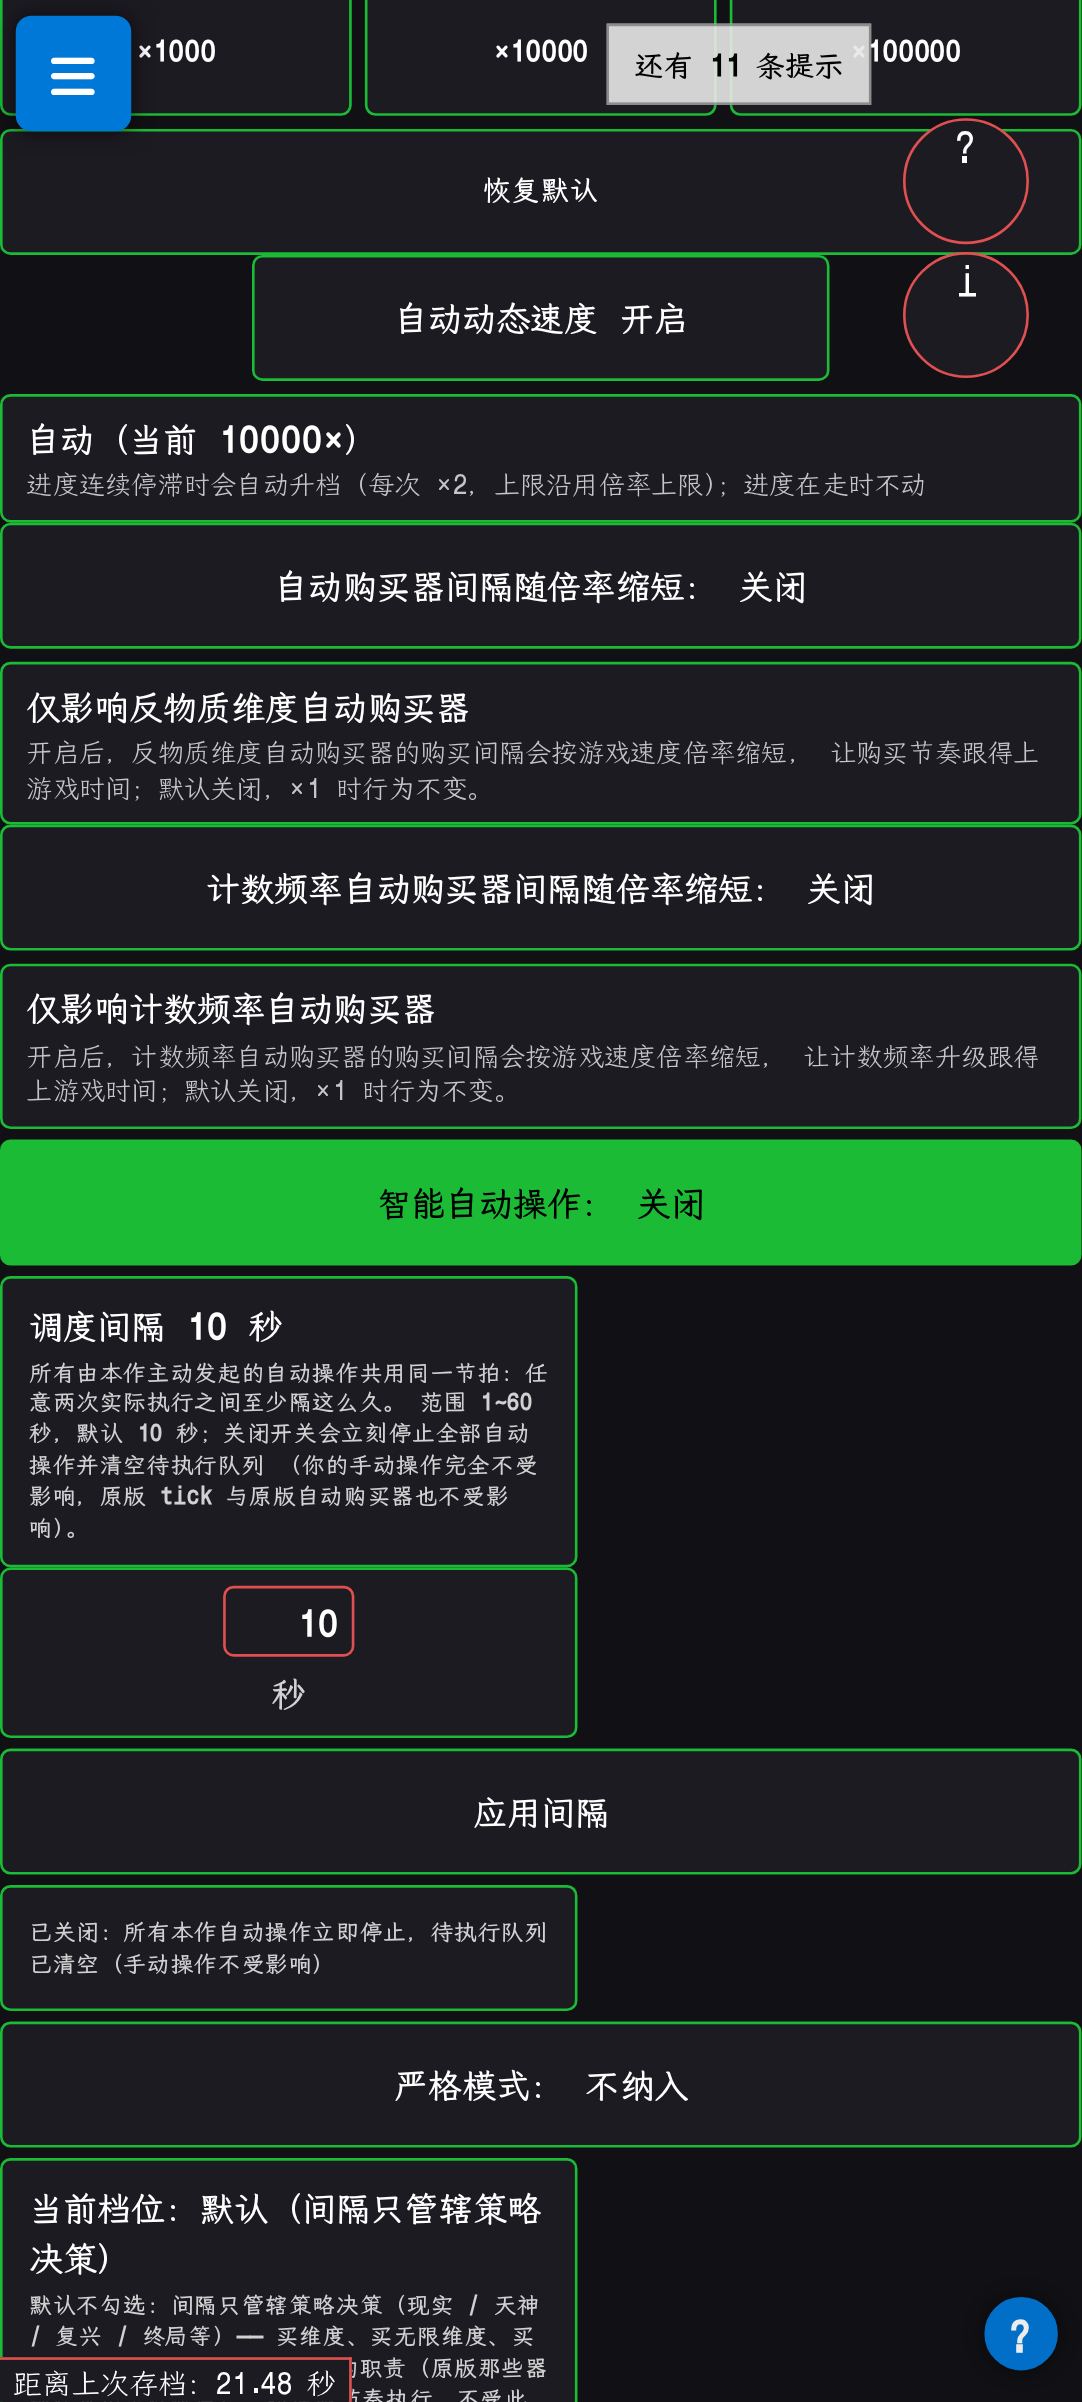 ×1000
×10000
还有 11 条提示
×100000
恢复默认
?
自动动态速度 开启
i
自动（当前 10000×）
进度连续停滞时会自动升档（每次 ×2，上限沿用倍率上限）；进度在走时不动
自动购买器间隔随倍率缩短： 关闭
仅影响反物质维度自动购买器
开启后，反物质维度自动购买器的购买间隔会按游戏速度倍率缩短， 让购买节奏跟得上
游戏时间；默认关闭，×1 时行为不变。
计数频率自动购买器间隔随倍率缩短： 关闭
仅影响计数频率自动购买器
开启后，计数频率自动购买器的购买间隔会按游戏速度倍率缩短， 让计数频率升级跟得
上游戏时间；默认关闭，×1 时行为不变。
智能自动操作： 关闭
调度间隔 10 秒
所有由本作主动发起的自动操作共用同一节拍：任
意两次实际执行之间至少隔这么久。 范围 1~60
秒，默认 10 秒；关闭开关会立刻停止全部自动
操作并清空待执行队列 （你的手动操作完全不受
影响，原版 tick 与原版自动购买器也不受影
响）。
10
秒
应用间隔
已关闭：所有本作自动操作立即停止，待执行队列
已清空（手动操作不受影响）
严格模式： 不纳入
当前档位：默认（间隔只管辖策略
决策）
默认不勾选：间隔只管辖策略决策（现实 / 天神
/ 复兴 / 终局等）—— 买维度、买无限维度、买
职责（原版那些器
节奏执行，不受此
距离上次存档：21.48 秒
?